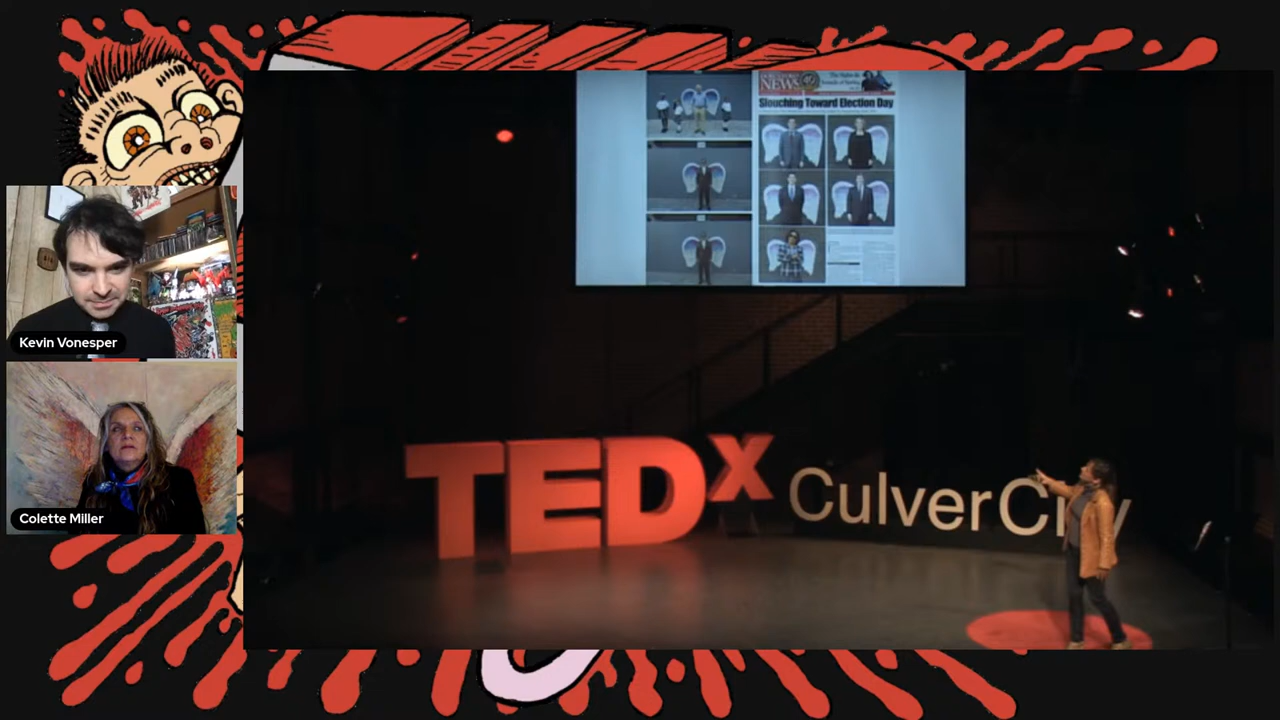 NEWS
Slouching Toward Election Day
Kevin Vonesper
TEDx
CulverCity
Colette Miller